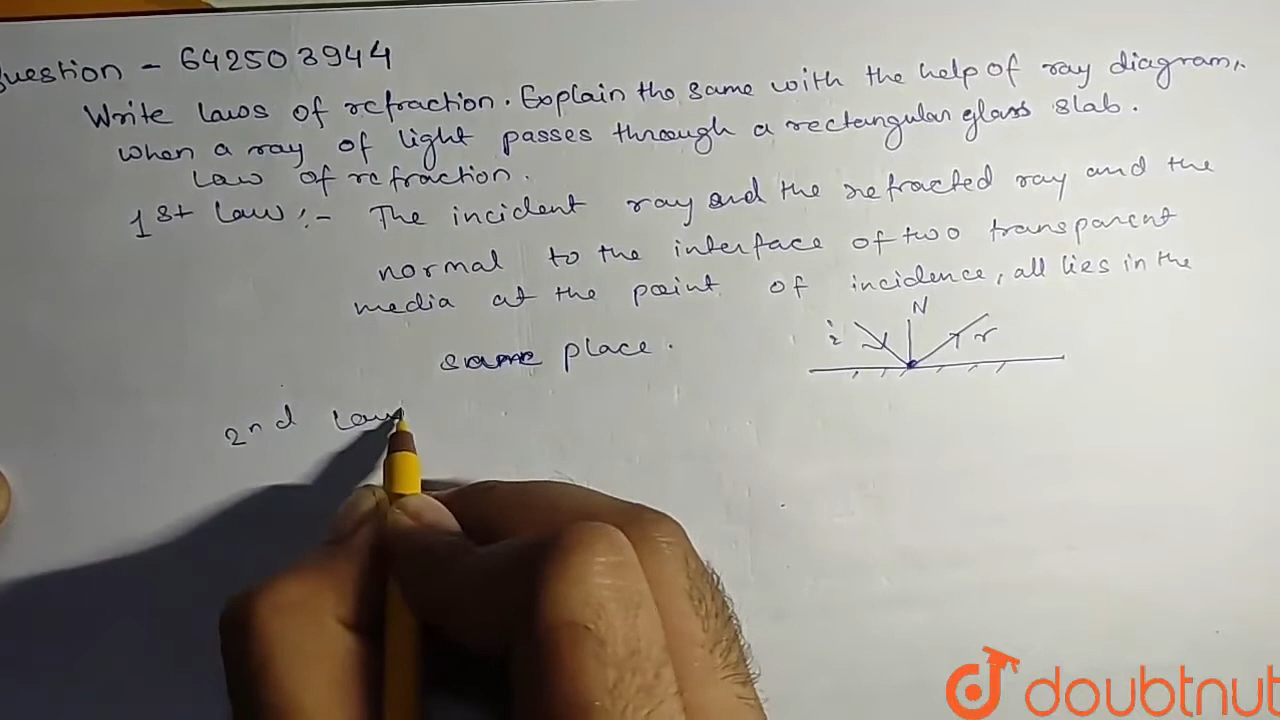 Question - 642503944
Write laws of refraction. Explain the same with the help of ray diagram,
when a ray of light passes through a rectangular glass slab.
Law of refraction.
1st Law :- The incident ray and the refracted ray and the
normal to the interface of two transparent
media at the point of incidence, all lies in the
same place.
N
i
r
2nd Law
doubtnut